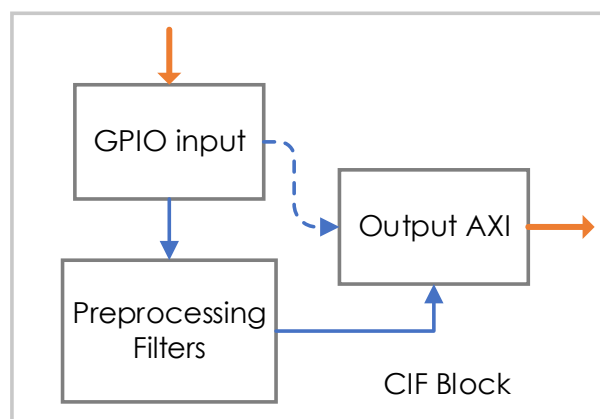 GPIO input
Output AXI
Preprocessing
Filters
CIF Block